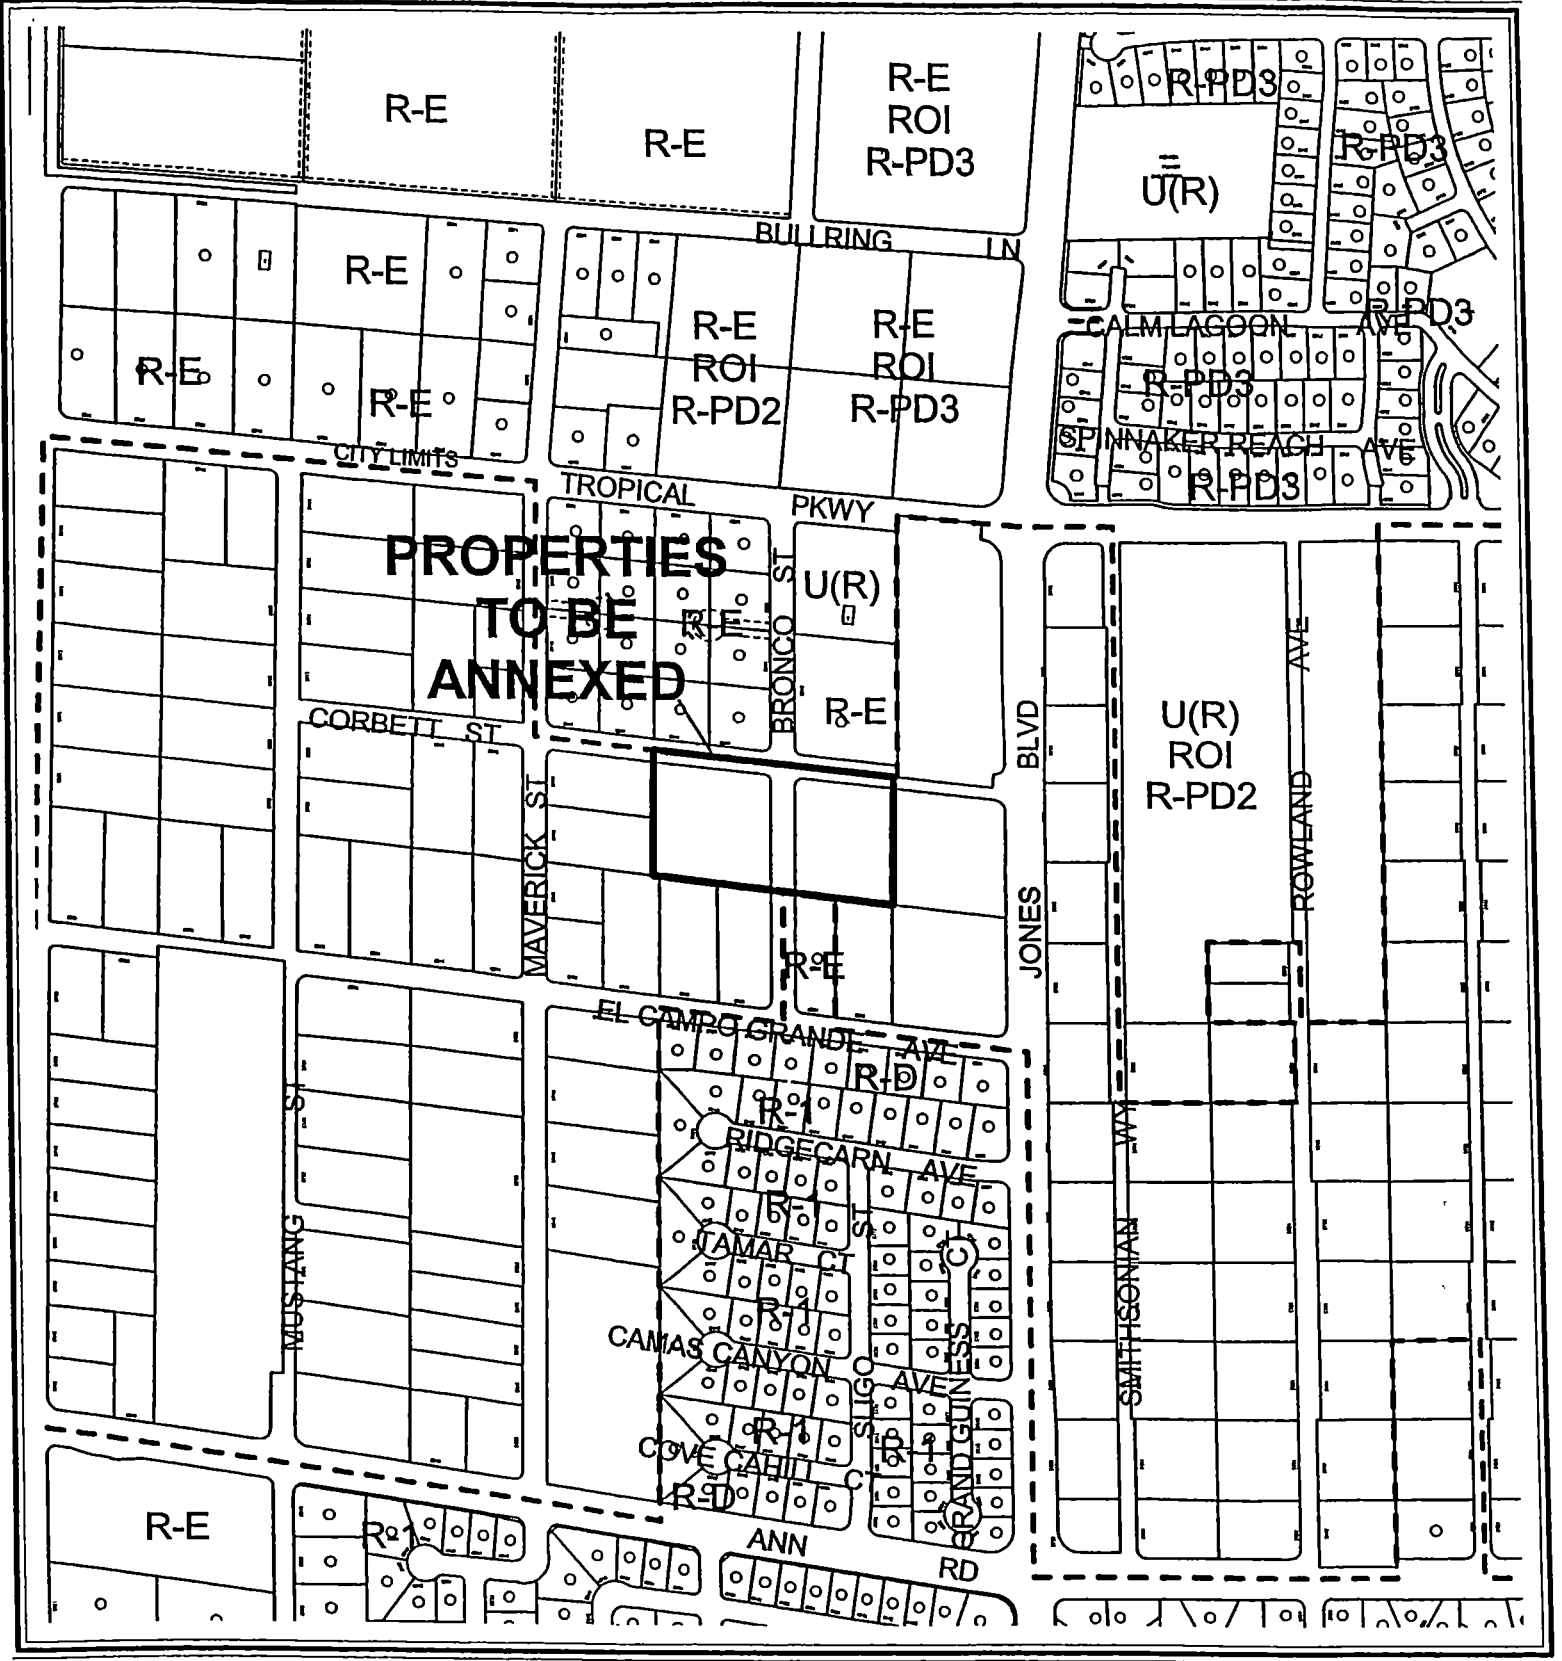 R-E
R-E
R-E
ROI
R-PD3
R-PD3
R-PD3
U(R)
BULLRING LN
R-E
R-E
R-E
R-E
ROI
R-PD2
R-E
ROI
R-PD3
R-PD3
CALM LAGOON AVE
R-PD3
SPINNAKER REACH AVE
R-PD3
CITY LIMITS
TROPICAL PKWY
PROPERTIES
TO BE
ANNEXED
R-E
BRONCO ST
U(R)
R-E
CORBETT ST
MAVERICK ST
JONES BLVD
U(R)
ROI
R-PD2
ROWLAND AVE
R-E
EL CAMPO GRANDE AVE
R-D
R-1
RIDGECARN AVE
R-1
TAMAR CT
SLIGO ST
R-1
CAMAS CANYON AVE
GRAND GUINESS CT
R-1
R-1
COVE CAHILL CT
R-D
MUSTANG ST
SMITHSONIAN WY
R-E
R-1
ANN RD